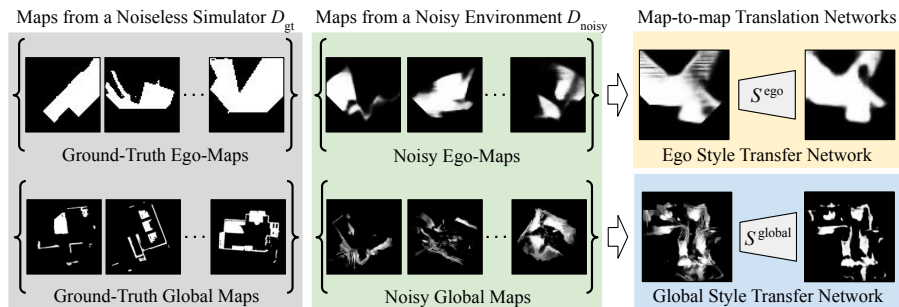 Maps from a Noiseless Simulator D_gt
Maps from a Noisy Environment D_noisy
Map-to-map Translation Networks
Ground-Truth Ego-Maps
Noisy Ego-Maps
S^ego
Ego Style Transfer Network
Ground-Truth Global Maps
Noisy Global Maps
S^global
Global Style Transfer Network